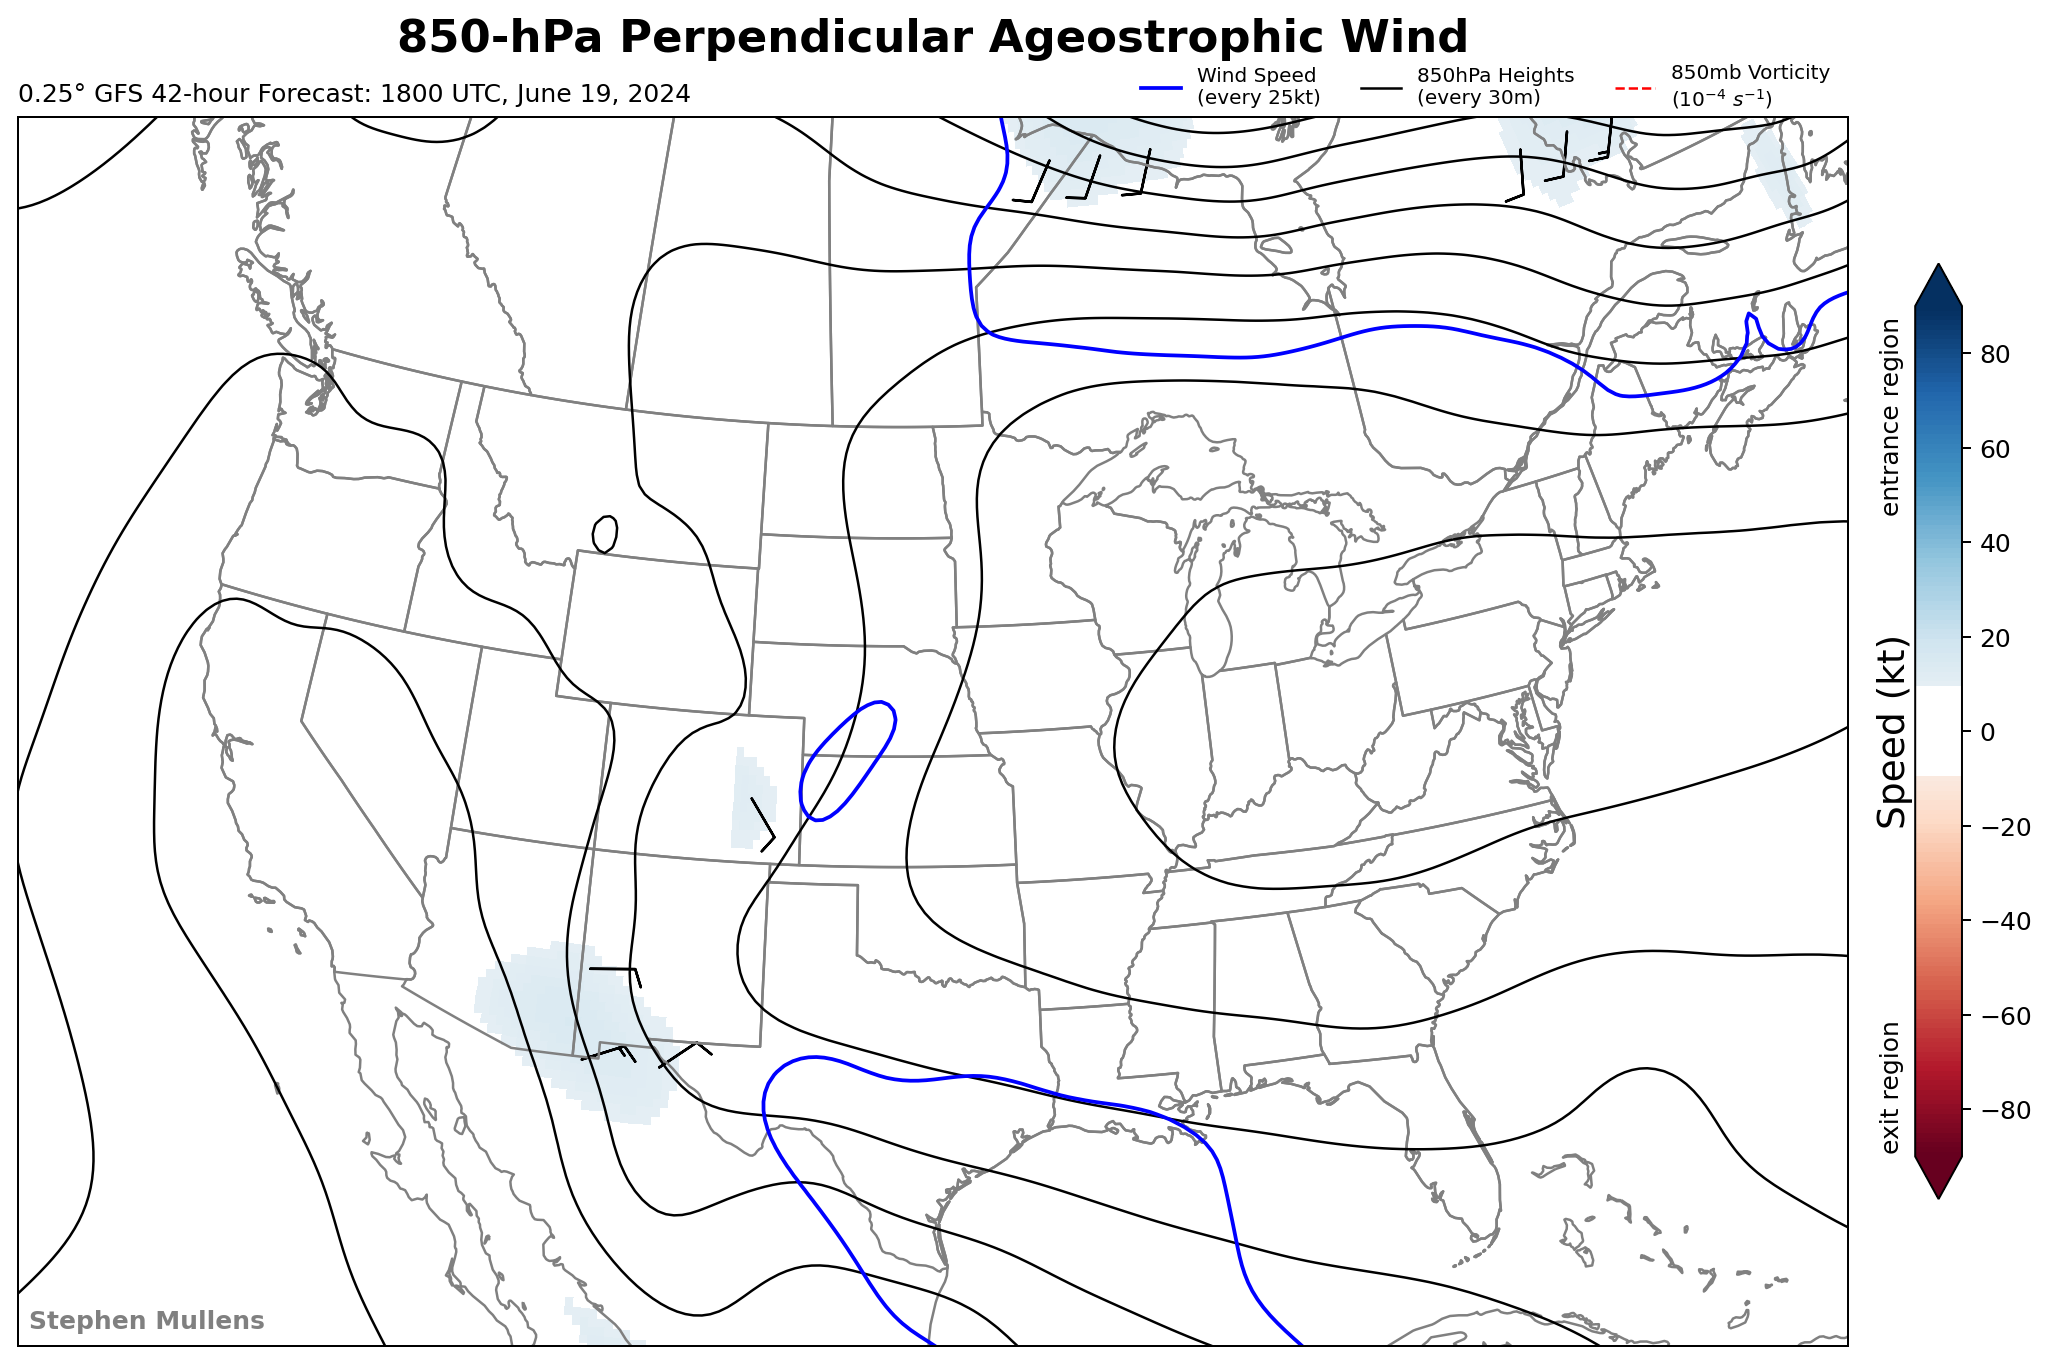 850-hPa Perpendicular Ageostrophic Wind
0.25° GFS 42-hour Forecast: 1800 UTC, June 19, 2024
Wind Speed
(every 25kt)
850hPa Heights
(every 30m)
850mb Vorticity
(10⁻⁴ s⁻¹)
entrance region
Speed (kt)
exit region
80
60
40
20
0
−20
−40
−60
−80
Stephen Mullens